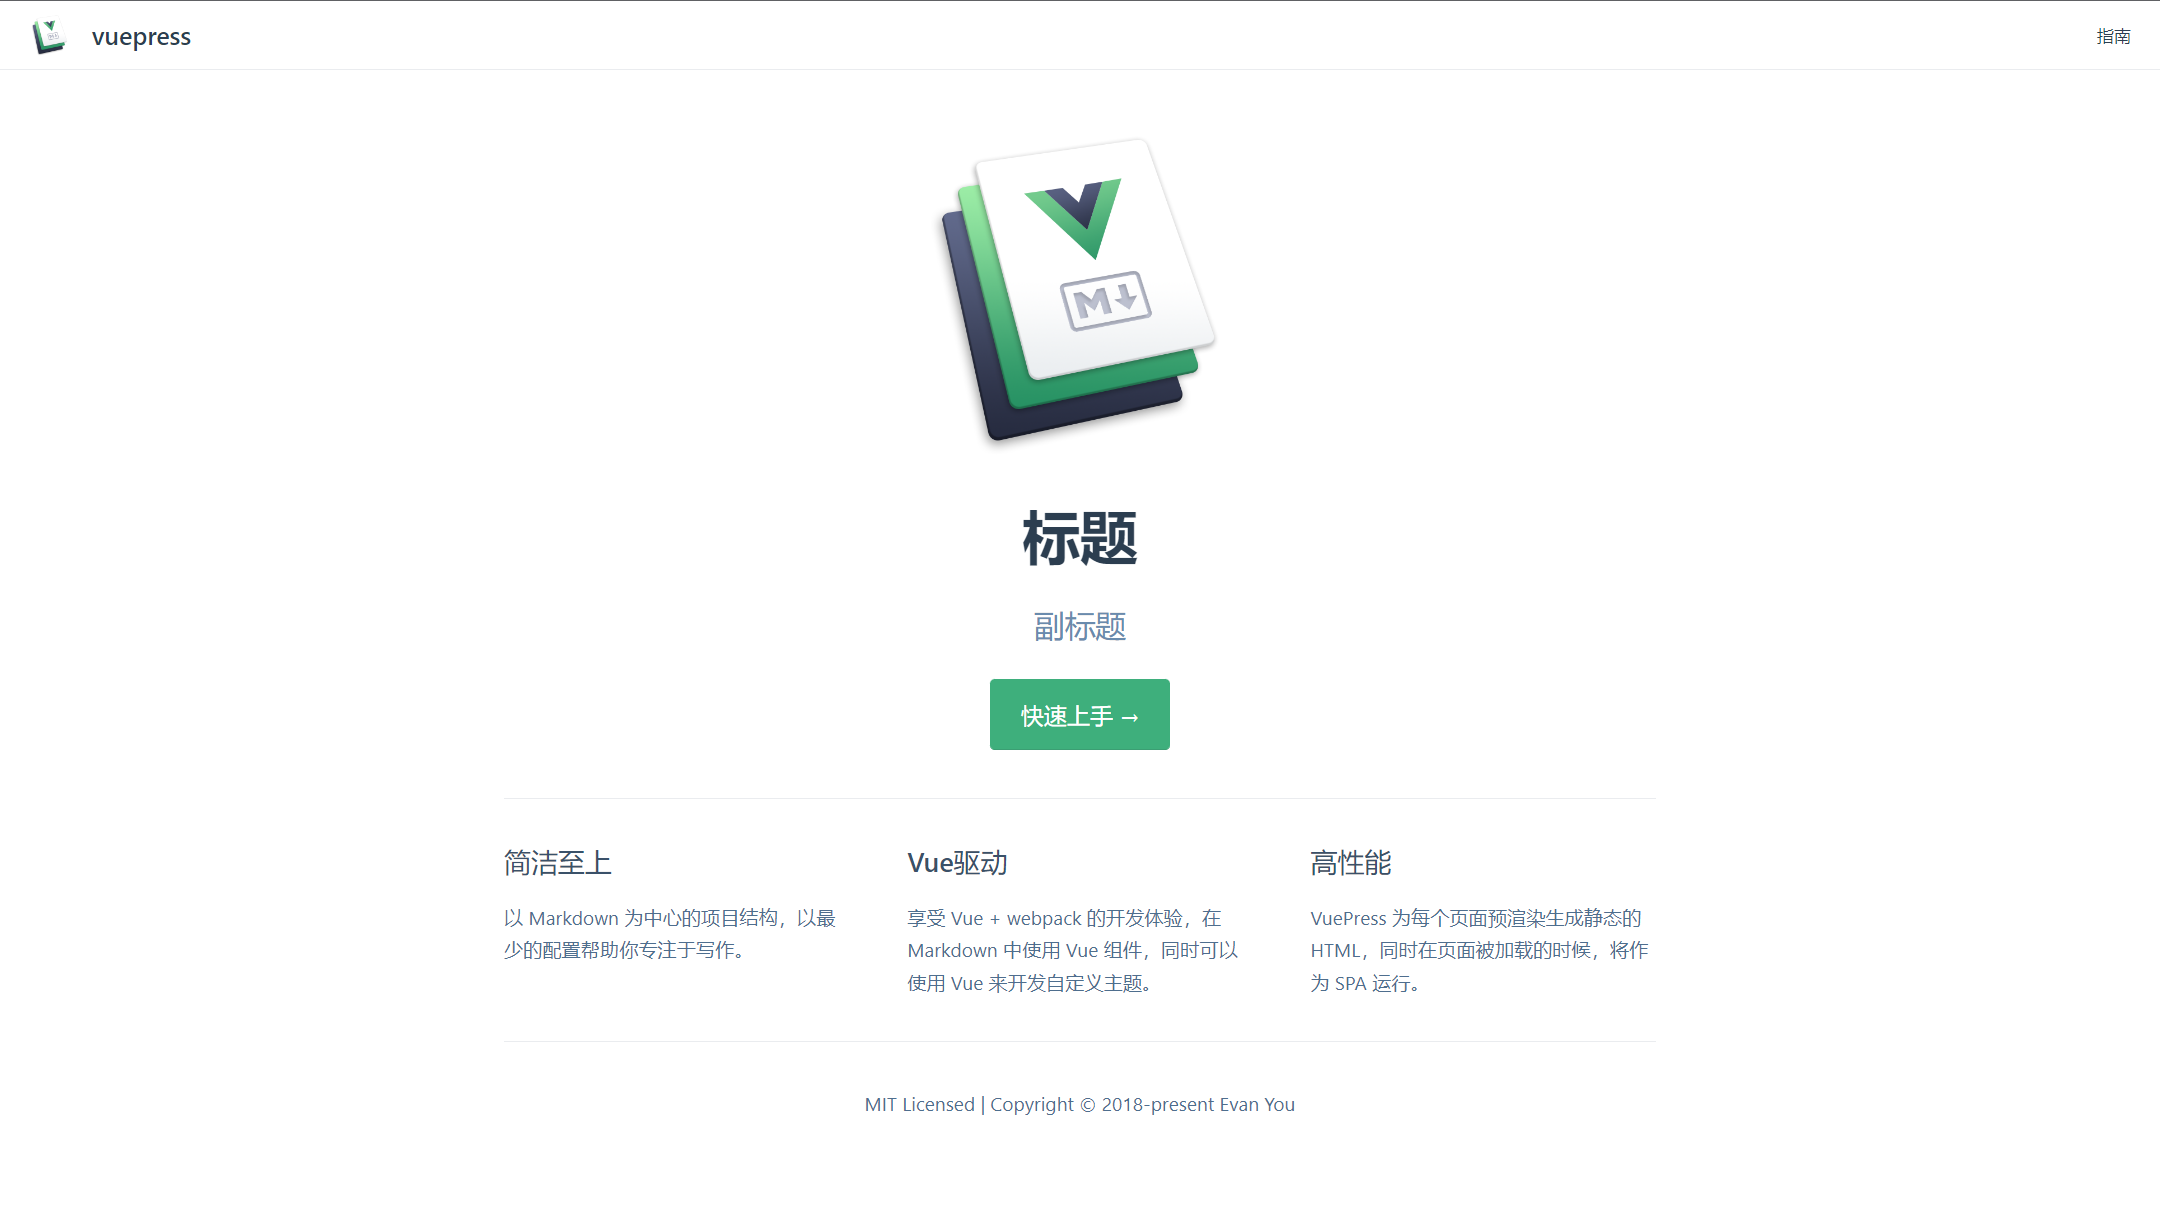 vuepress
指南
M
标题
副标题
快速上手 →
简洁至上
以 Markdown 为中心的项目结构，以最
少的配置帮助你专注于写作。
Vue驱动
享受 Vue + webpack 的开发体验，在
Markdown 中使用 Vue 组件，同时可以
使用 Vue 来开发自定义主题。
高性能
VuePress 为每个页面预渲染生成静态的
HTML，同时在页面被加载的时候，将作
为 SPA 运行。
MIT Licensed | Copyright © 2018-present Evan You